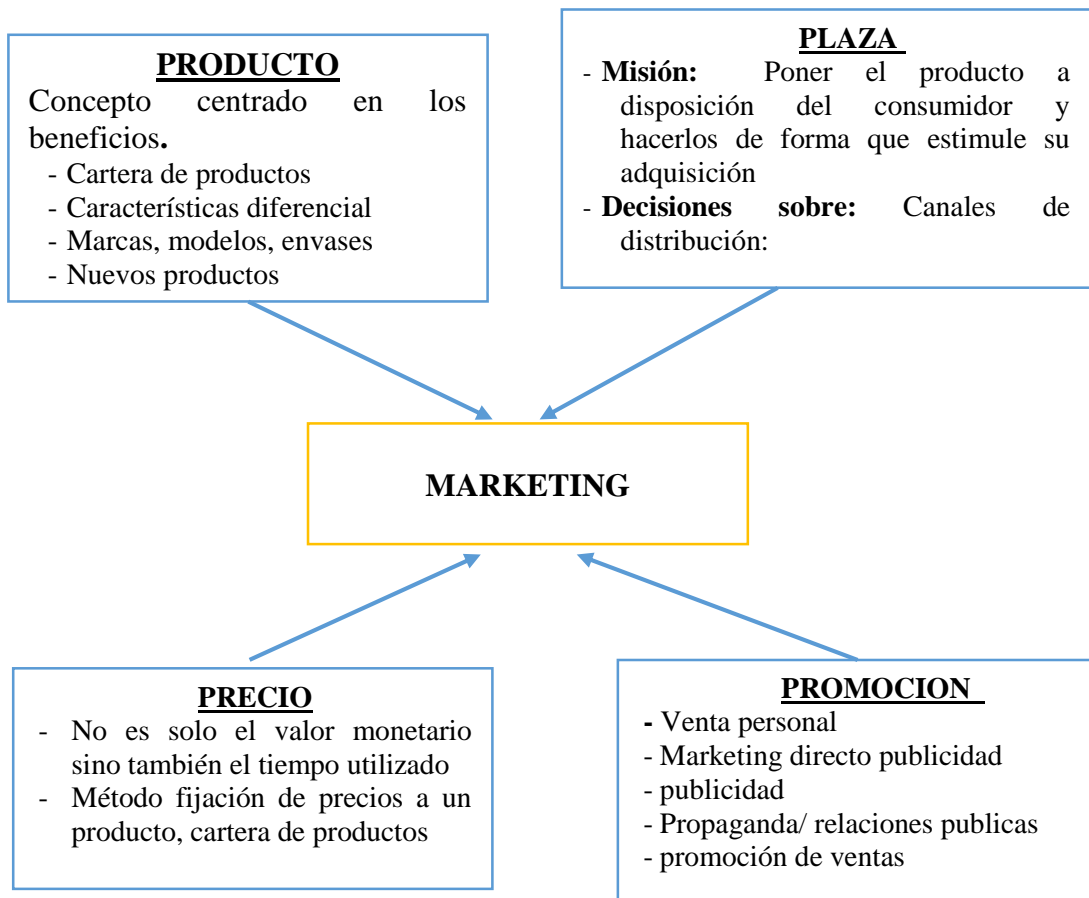 PRODUCTO
Concepto centrado en los
beneficios.
- Cartera de productos
- Características diferencial
- Marcas, modelos, envases
- Nuevos productos
PLAZA
- Misión: Poner el producto a
disposición del consumidor y
hacerlos de forma que estimule su
adquisición
- Decisiones sobre: Canales de
distribución:
MARKETING
PRECIO
- No es solo el valor monetario
sino también el tiempo utilizado
- Método fijación de precios a un
producto, cartera de productos
PROMOCION
- Venta personal
- Marketing directo publicidad
- publicidad
- Propaganda/ relaciones publicas
- promoción de ventas